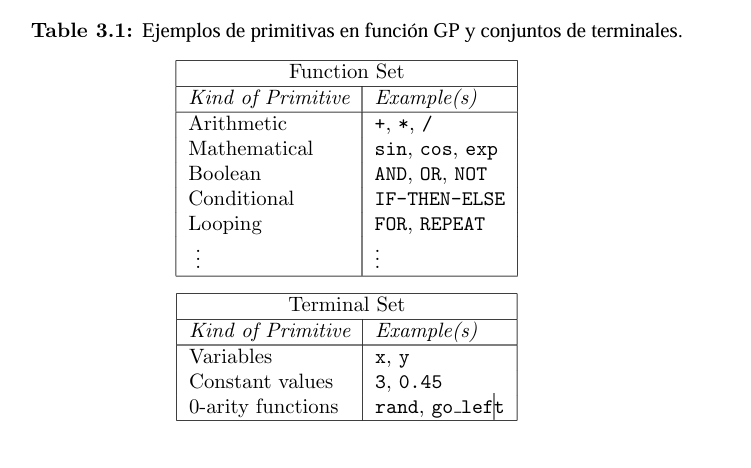 Table 3.1: Ejemplos de primitivas en función GP y conjuntos de terminales.
Function Set
Kind of Primitive Example(s)
Arithmetic +, *, /
Mathematical sin, cos, exp
Boolean AND, OR, NOT
Conditional IF-THEN-ELSE
Looping FOR, REPEAT
⋮ ⋮
Terminal Set
Kind of Primitive Example(s)
Variables x, y
Constant values 3, 0.45
0-arity functions rand, go_left